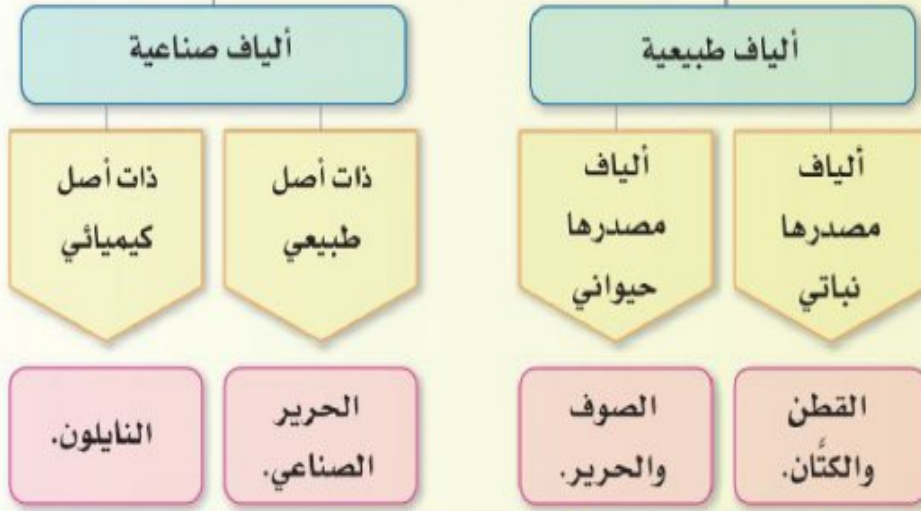 ألياف طبيعية
ألياف
مصدرها
نباتي
القطن
والكتَّان.
ألياف
مصدرها
حيواني
الصوف
والحرير.
ألياف صناعية
ذات أصل
طبيعي
الحرير
الصناعي.
ذات أصل
كيميائي
النايلون.